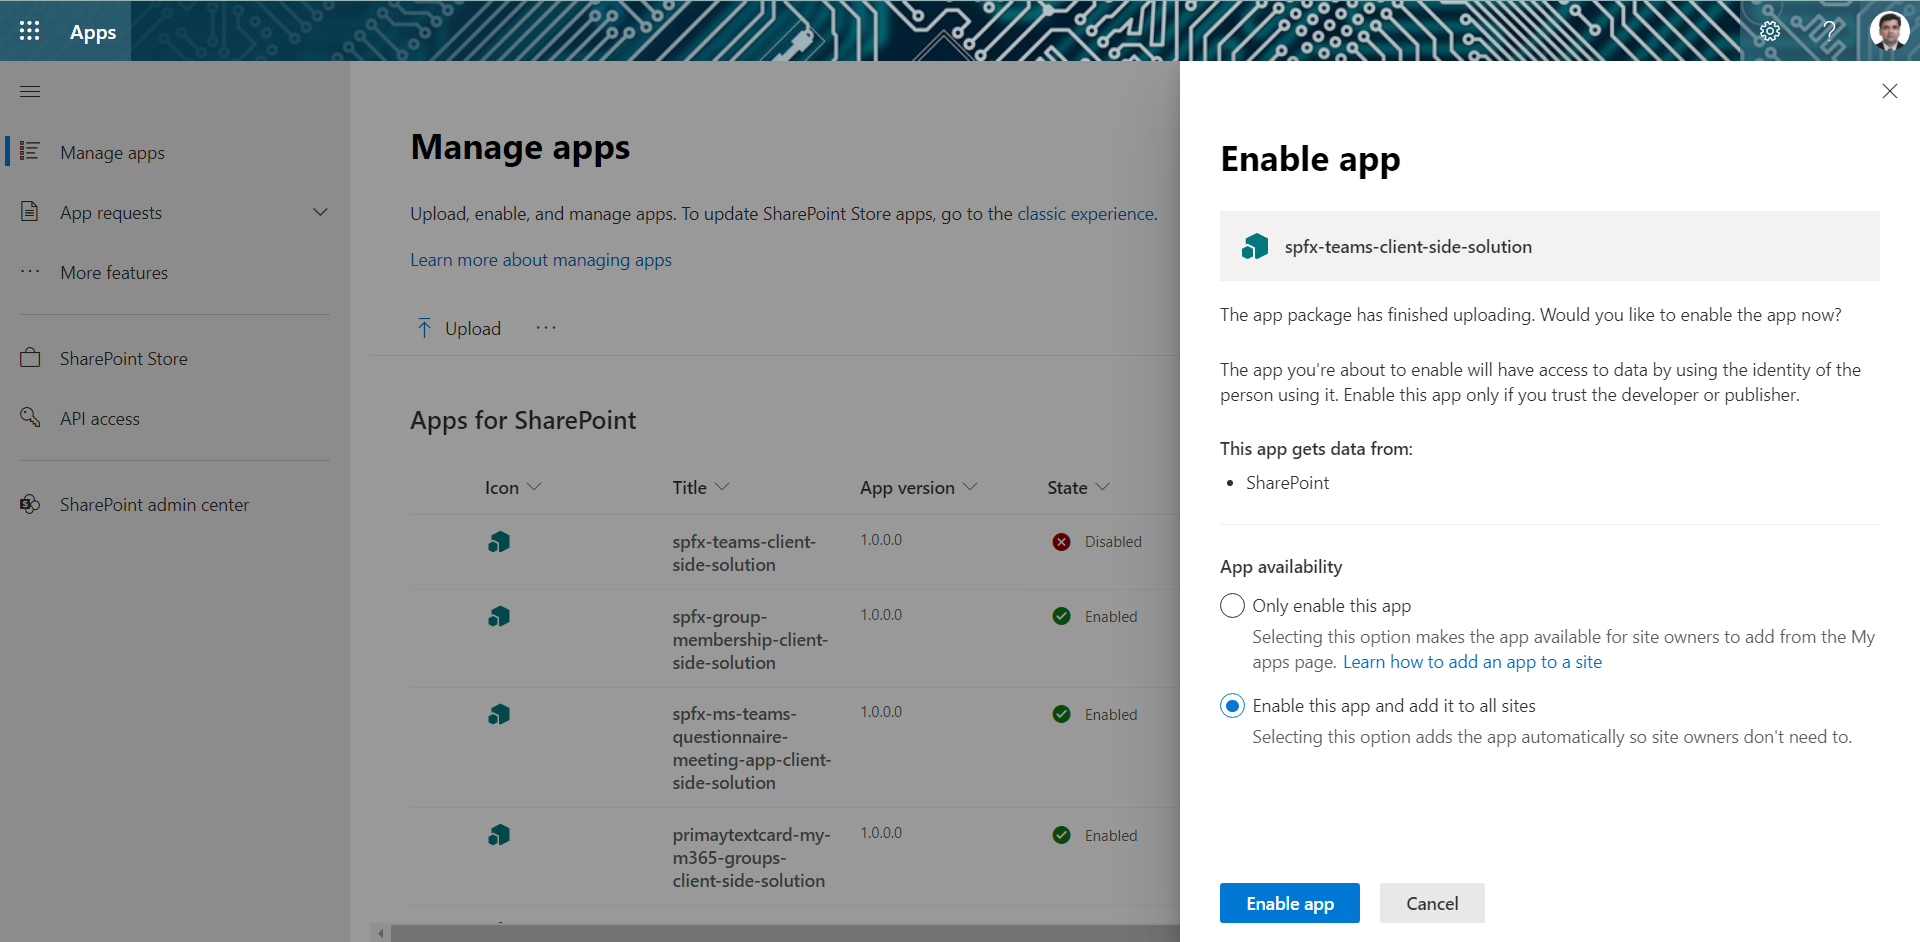 Apps
Manage apps
App requests
More features
SharePoint Store
API access
SharePoint admin center
Manage apps
Upload, enable, and manage apps. To update SharePoint Store apps, go to the classic experience.
Learn more about managing apps
Upload
Apps for SharePoint
Icon Title App version State
spfx-teams-client- 1.0.0.0 Disabled
side-solution
spfx-group- 1.0.0.0 Enabled
membership-client-
side-solution
spfx-ms-teams- 1.0.0.0 Enabled
questionnaire-
meeting-app-client-
side-solution
primaytextcard-my- 1.0.0.0 Enabled
m365-groups-
client-side-solution
Enable app
spfx-teams-client-side-solution
The app package has finished uploading. Would you like to enable the app now?
The app you're about to enable will have access to data by using the identity of the
person using it. Enable this app only if you trust the developer or publisher.
This app gets data from:
• SharePoint
App availability
Only enable this app
Selecting this option makes the app available for site owners to add from the My
apps page. Learn how to add an app to a site
Enable this app and add it to all sites
Selecting this option adds the app automatically so site owners don't need to.
Enable app Cancel